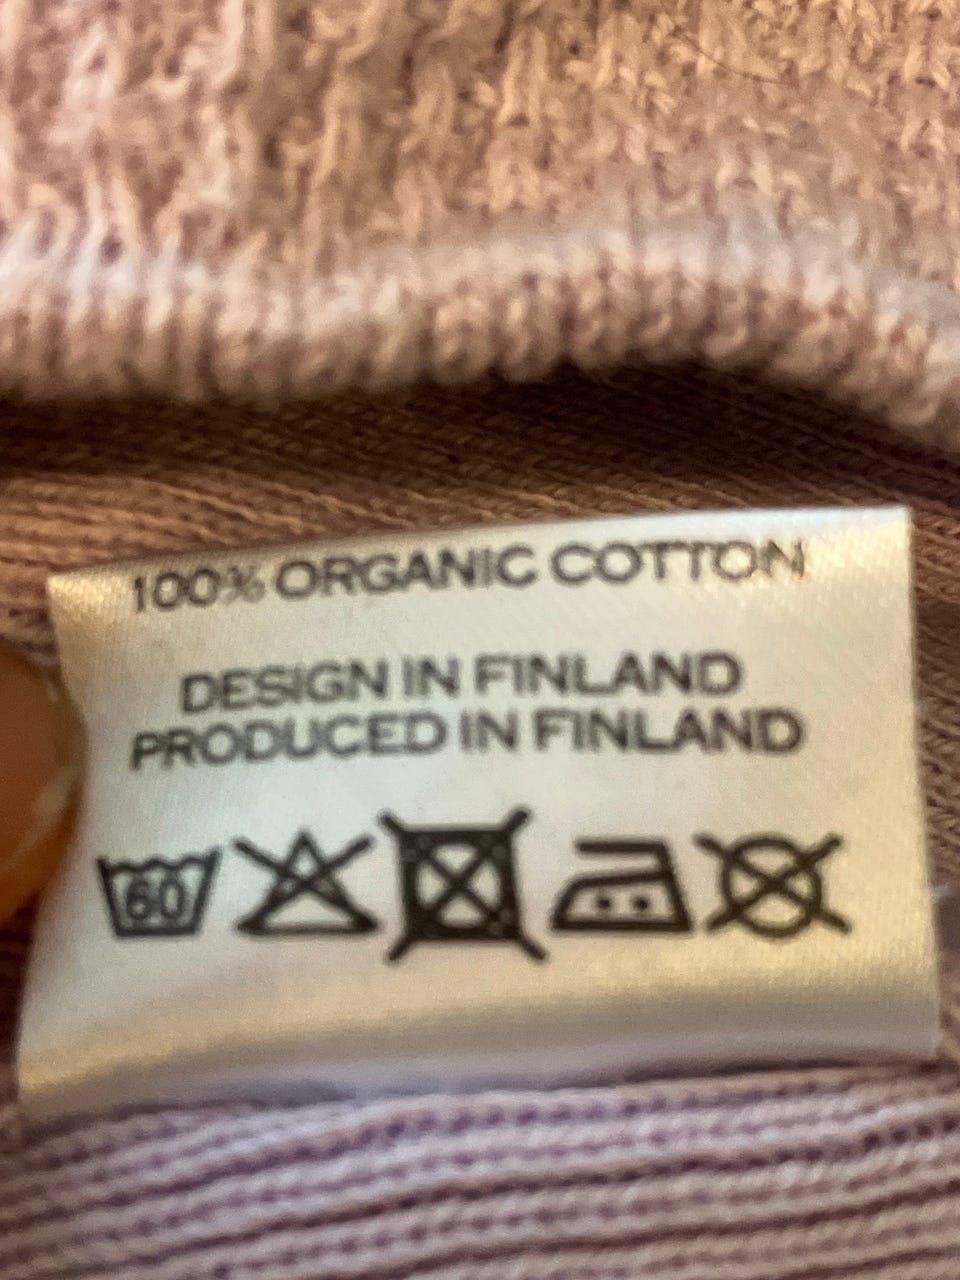 100% ORGANIC COTTON
DESIGN IN FINLAND
PRODUCED IN FINLAND
60